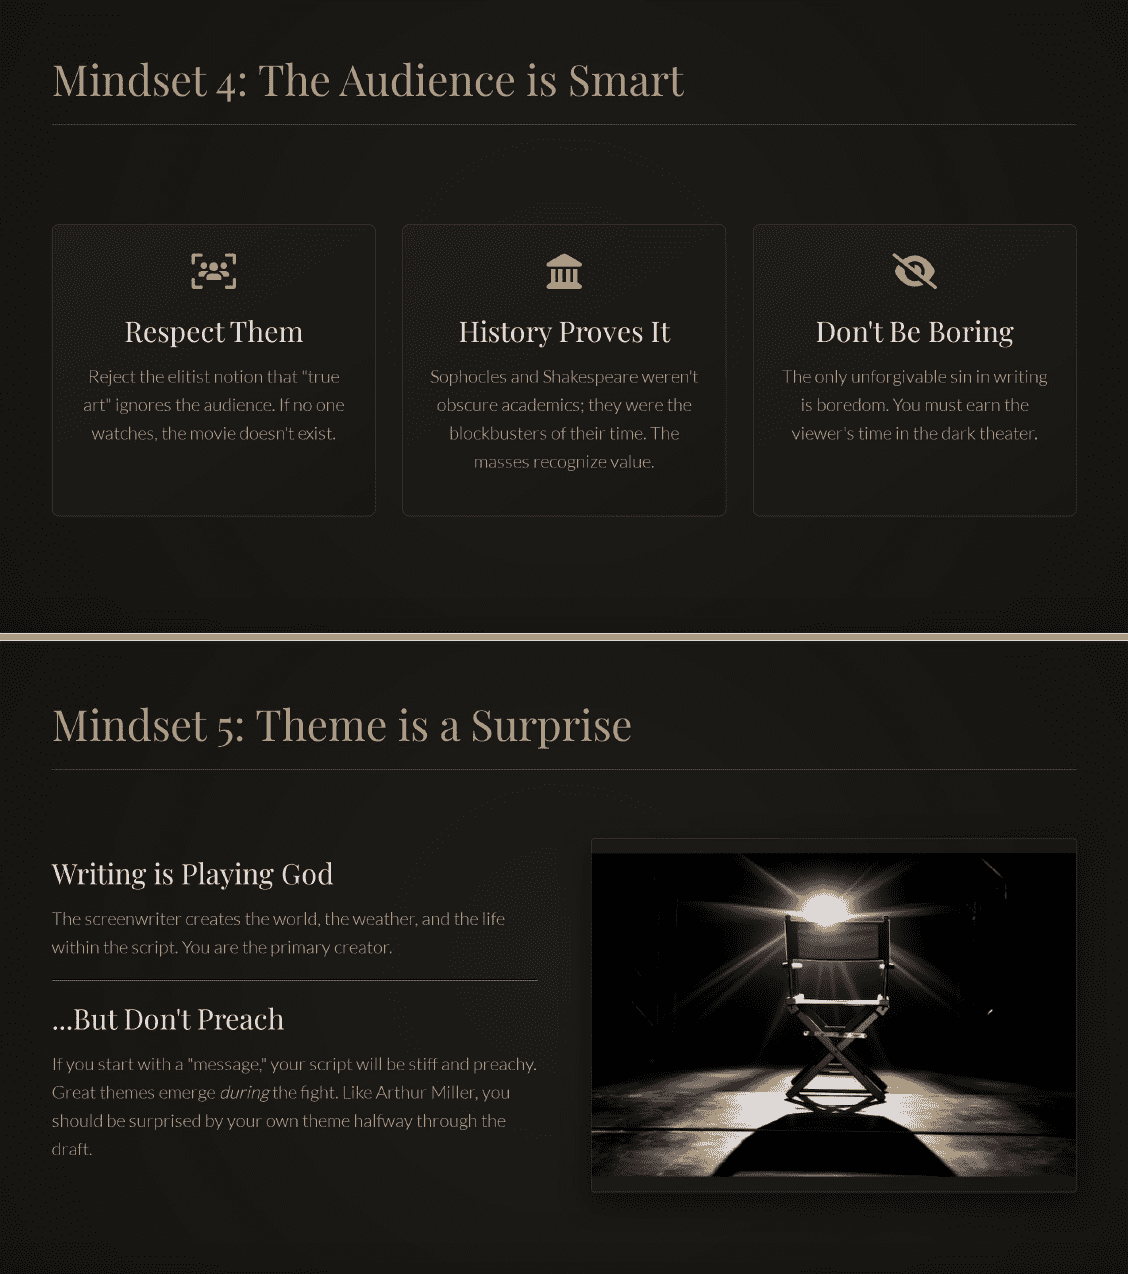 Mindset 4: The Audience is Smart
Respect Them
Reject the elitist notion that "true
art" ignores the audience. If no one
watches, the movie doesn't exist.
History Proves It
Sophocles and Shakespeare weren't
obscure academics; they were the
blockbusters of their time. The
masses recognize value.
Don't Be Boring
The only unforgivable sin in writing
is boredom. You must earn the
viewer's time in the dark theater.
Mindset 5: Theme is a Surprise
Writing is Playing God
The screenwriter creates the world, the weather, and the life
within the script. You are the primary creator.
...But Don't Preach
If you start with a "message," your script will be stiff and preachy.
Great themes emerge during the fight. Like Arthur Miller, you
should be surprised by your own theme halfway through the
draft.